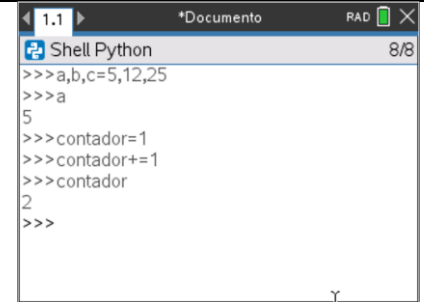 1.1 *Documento RAD
Shell Python 8/8
>>>a,b,c=5,12,25
>>>a
5
>>>contador=1
>>>contador+=1
>>>contador
2
>>>